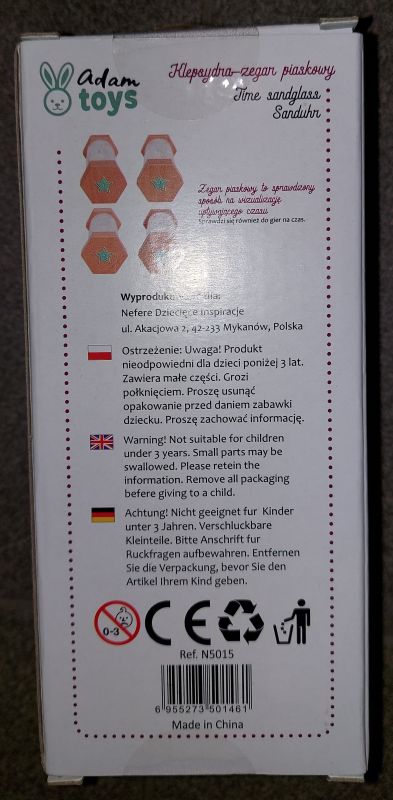 Adam
toys
Klepsydra-zegar piaskowy
Time sandglass
Sanduhr
Zegar piaskowy to sprawdzony
sposób na wizualizację
upływającego czasu
Sprawdzi się również do gier na czas.
dla:
Nefere Dziecięce Inspiracje
ul. Akacjowa 2, 42-233 Mykanów, Polska
Ostrzeżenie: Uwaga! Produkt
nieodpowiedni dla dzieci poniżej 3 lat.
Zawiera małe części. Grozi
połknięciem. Proszę usunąć
opakowanie przed daniem zabawki
dziecku. Proszę zachować informację.
Warning! Not suitable for children
under 3 years. Small parts may be
swallowed. Please retein the
information. Remove all packaging
befere giving to a child.
Achtung! Nicht geeignet fur Kinder
unter 3 Jahren. Verschluckbare
Kleinteile. Bitte Anschrift fur
Ruckfragen aufbewahren. Entfernen
Sie die Verpackung, bevor Sie den
Artikel Ihrem Kind geben.
0-3
CE
Ref. N5015
6 955273 501461
Made in China